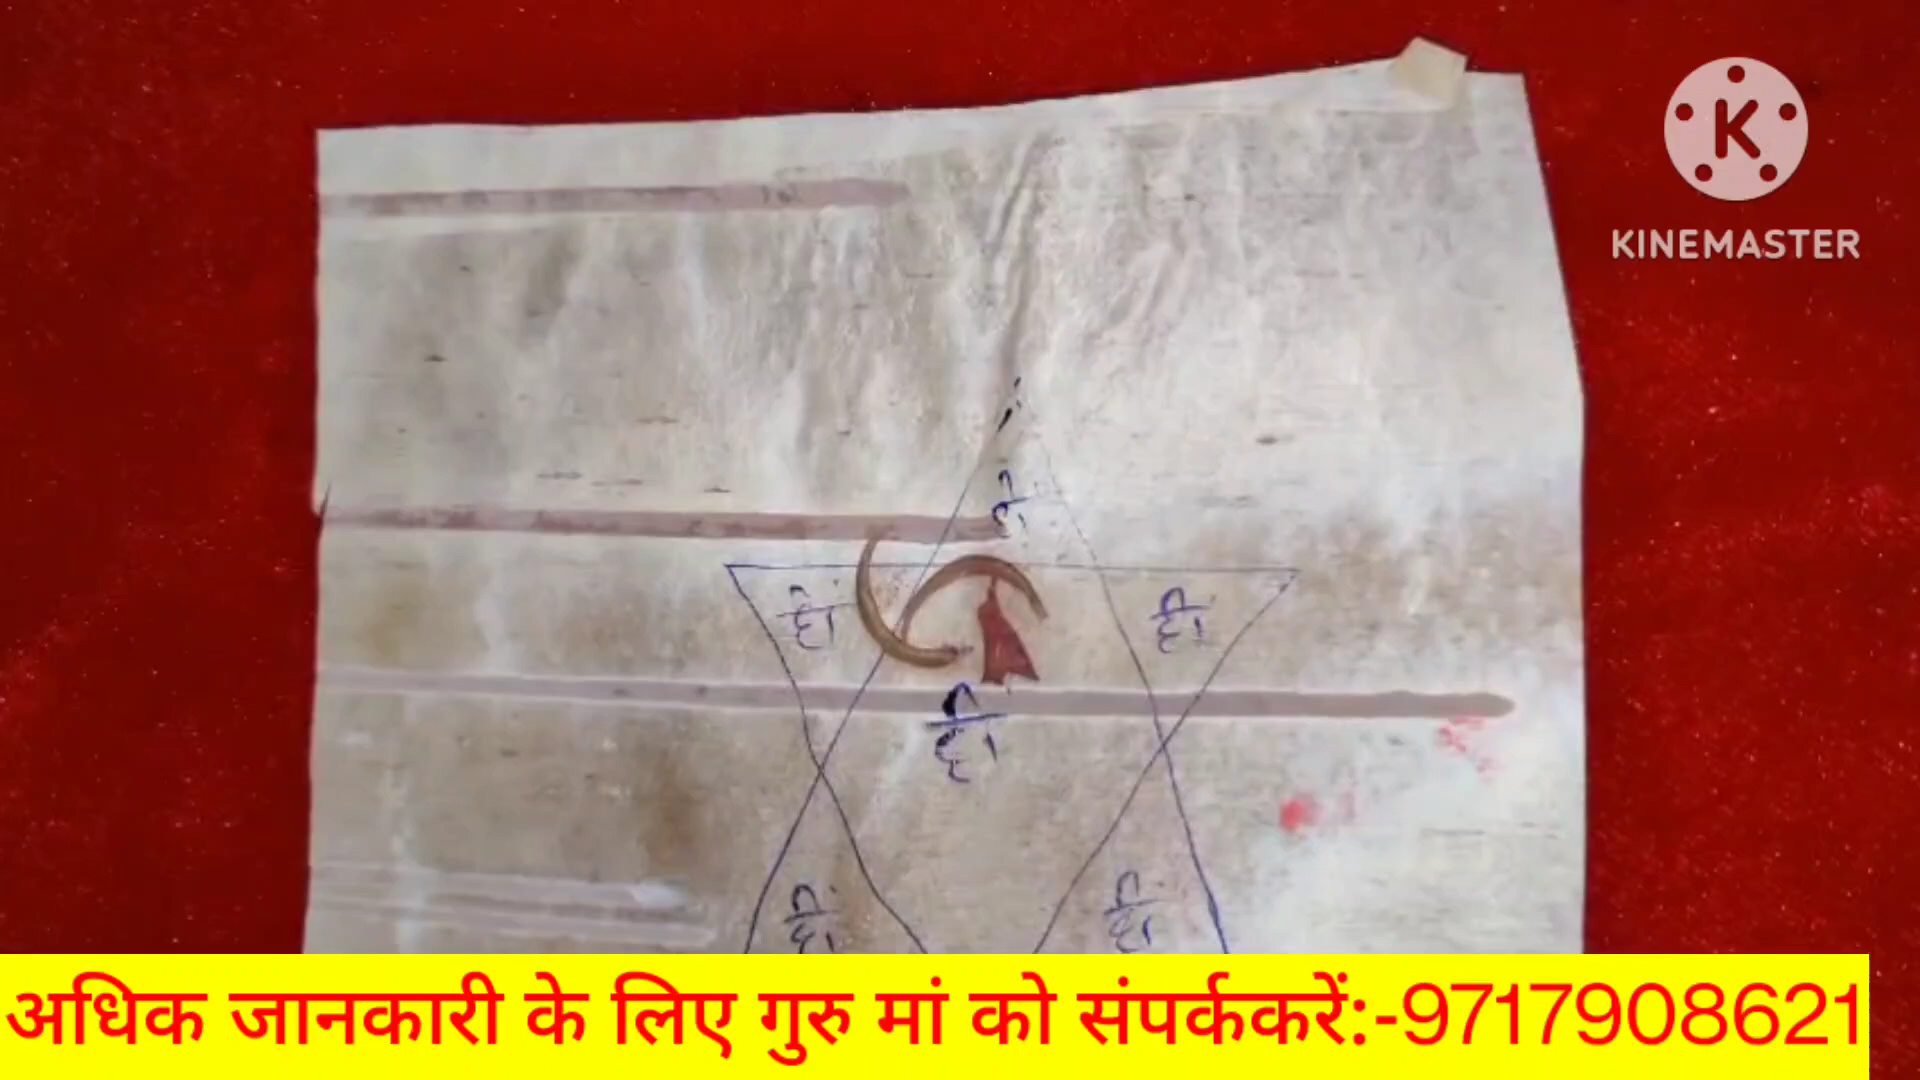 K
KINEMASTER
हीं
हीं हीं
हीं
हीं हीं
अधिक जानकारी के लिए गुरु मां को संपर्ककरें:-9717908621